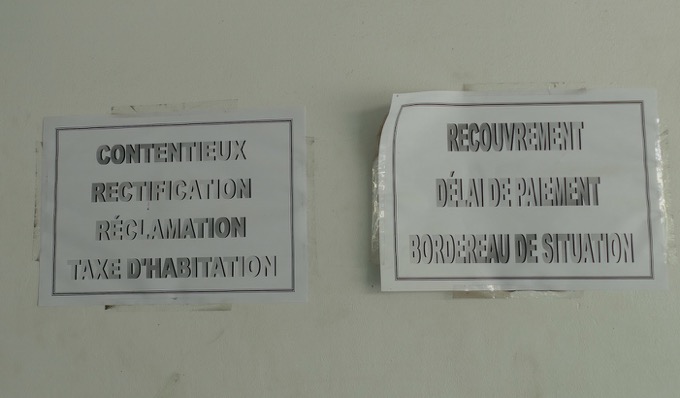 CONTENTIEUX
RECTIFICATION
RÉCLAMATION
TAXE D'HABITATION
RECOUVREMENT
DÉLAI DE PAIEMENT
BORDEREAU DE SITUATION